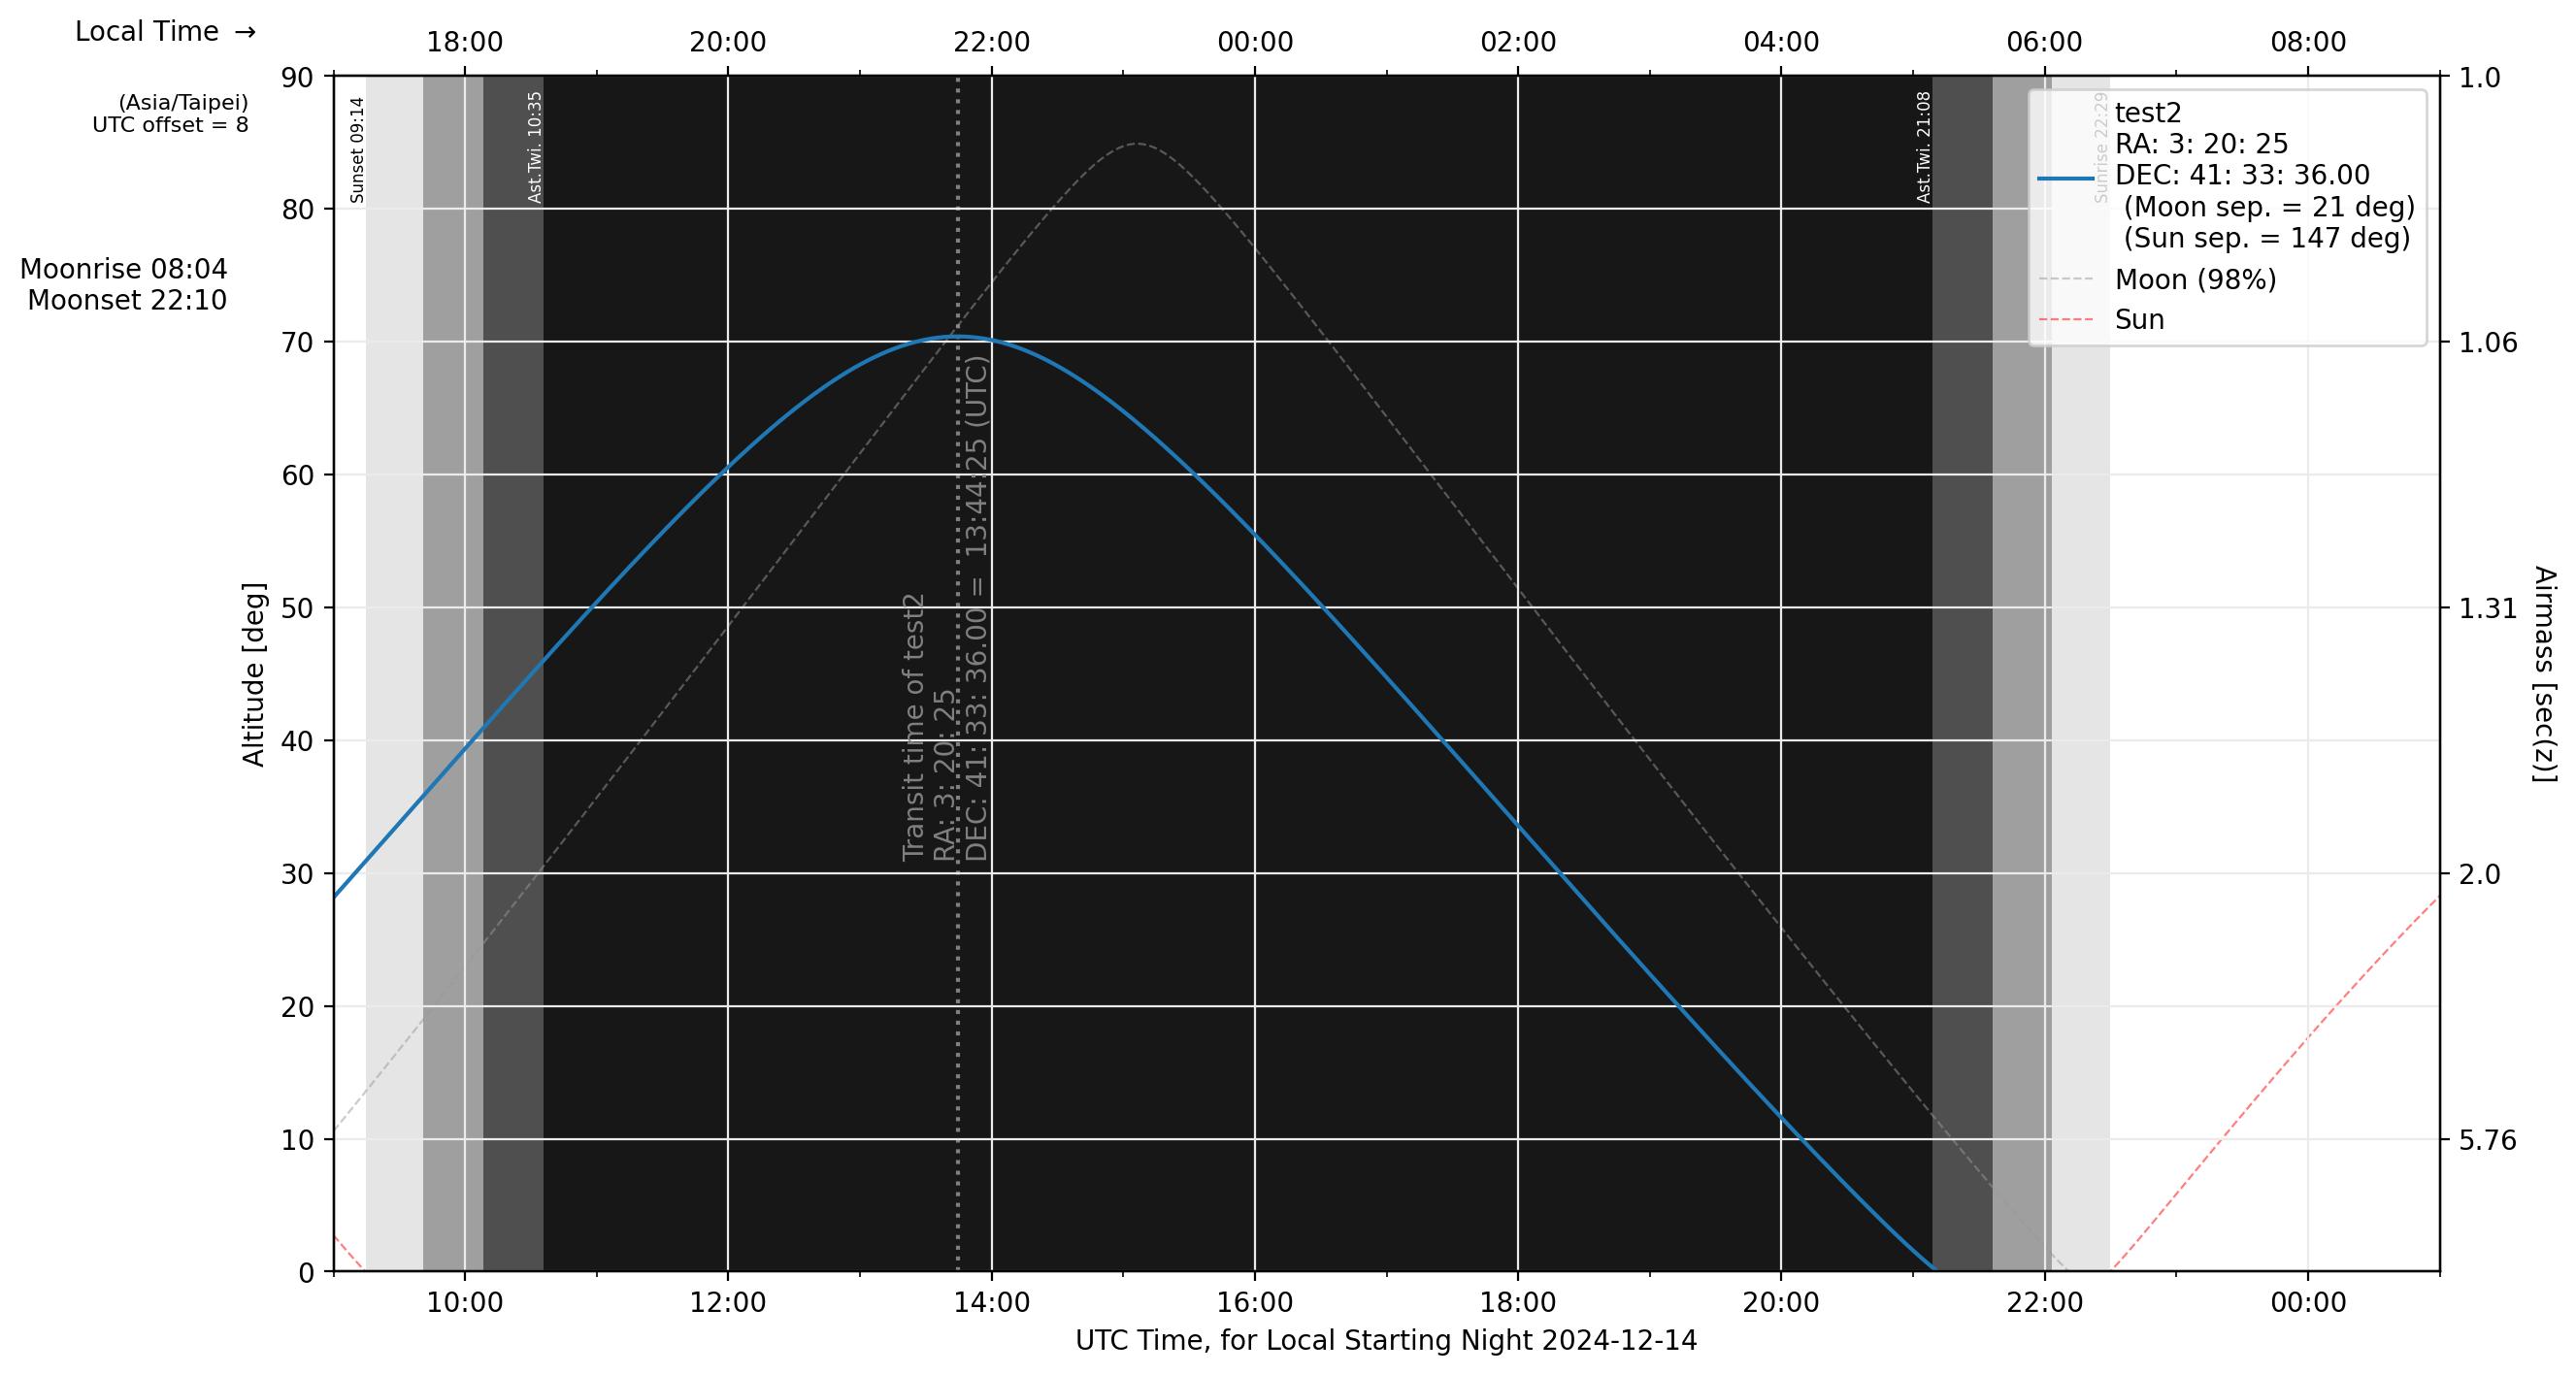 Local Time →
18:00 20:00 22:00 00:00 02:00 04:00 06:00 08:00
(Asia/Taipei)
UTC offset = 8
Moonrise 08:04
Moonset 22:10
Sunset 09:14
Ast.Twi. 10:35
Ast.Twi. 21:08
Sunrise 22:29
test2
RA: 3: 20: 25
DEC: 41: 33: 36.00
(Moon sep. = 21 deg)
(Sun sep. = 147 deg)
Moon (98%)
Sun
Transit time of test2
RA: 3: 20: 25
DEC: 41: 33: 36.00 = 13:44:25 (UTC)
Altitude [deg]
90
80
70
60
50
40
30
20
10
0
1.0
1.06
1.31
2.0
5.76
Airmass [sec(z)]
10:00 12:00 14:00 16:00 18:00 20:00 22:00 00:00
UTC Time, for Local Starting Night 2024-12-14